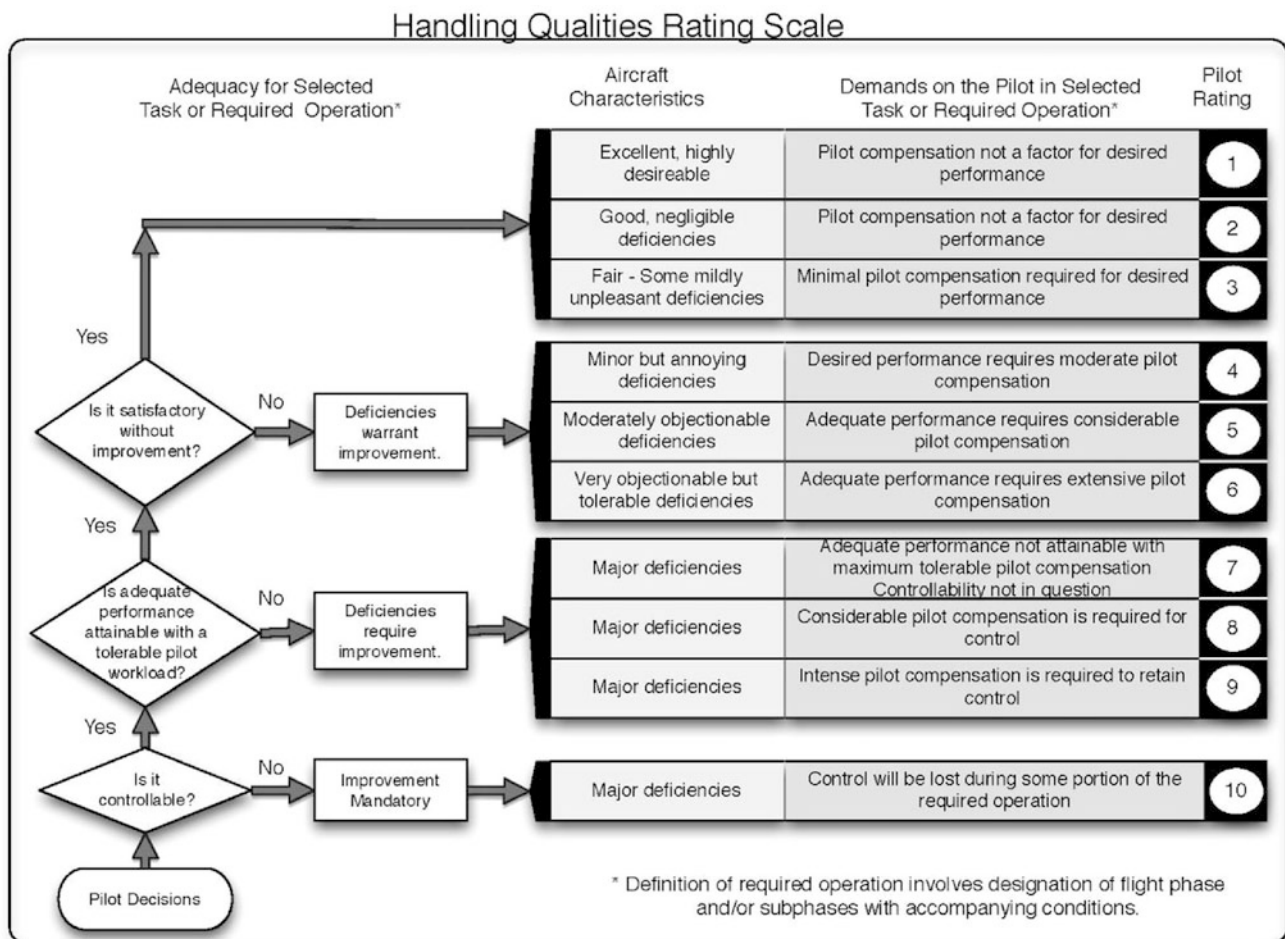 Handling Qualities Rating Scale
Adequacy for Selected
Task or Required Operation*
Aircraft
Characteristics
Demands on the Pilot in Selected
Task or Required Operation*
Pilot
Rating
Excellent, highly
desireable
Pilot compensation not a factor for desired
performance
1
Good, negligible
deficiencies
Pilot compensation not a factor for desired
performance
2
Fair - Some mildly
unpleasant deficiencies
Minimal pilot compensation required for desired
performance
3
Yes
Is it satisfactory
without
improvement?
No
Deficiencies
warrant
improvement.
Minor but annoying
deficiencies
Desired performance requires moderate pilot
compensation
4
Moderately objectionable
deficiencies
Adequate performance requires considerable
pilot compensation
5
Very objectionable but
tolerable deficiencies
Adequate performance requires extensive pilot
compensation
6
Yes
Is adequate
performance
attainable with a
tolerable pilot
workload?
No
Deficiencies
require
improvement.
Major deficiencies
Adequate performance not attainable with
maximum tolerable pilot compensation
Controllability not in question
7
Major deficiencies
Considerable pilot compensation is required for
control
8
Major deficiencies
Intense pilot compensation is required to retain
control
9
Yes
Is it
controllable?
No
Improvement
Mandatory
Major deficiencies
Control will be lost during some portion of the
required operation
10
Pilot Decisions
* Definition of required operation involves designation of flight phase
and/or subphases with accompanying conditions.